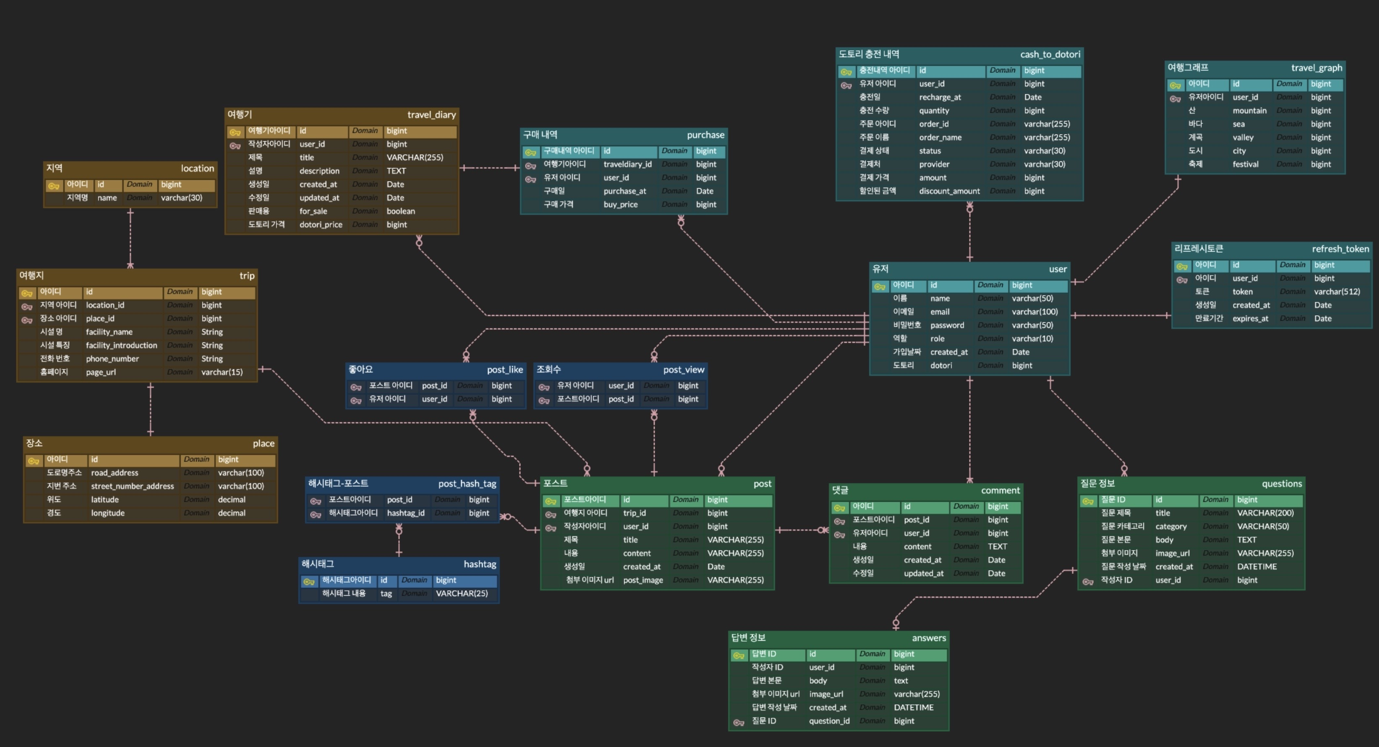 도토리 충전 내역 cash_to_dotori
충전내역 아이디 id Domain bigint
유저 아이디 user_id Domain bigint
충전일 recharge_at Domain Date
충전 수량 quantity Domain bigint
주문 아이디 order_id Domain varchar(255)
주문 이름 order_name Domain varchar(255)
결제 상태 status Domain varchar(30)
결제처 provider Domain varchar(30)
결제 가격 amount Domain bigint
할인된 금액 discount_amount Domain bigint
여행그래프 travel_graph
아이디 id Domain bigint
유저아이디 user_id Domain bigint
산 mountain Domain bigint
바다 sea Domain bigint
계곡 valley Domain bigint
도시 city Domain bigint
축제 festival Domain bigint
여행기 travel_diary
여행기아이디 id Domain bigint
작성자아이디 user_id Domain bigint
제목 title Domain VARCHAR(255)
설명 description Domain TEXT
생성일 created_at Domain Date
수정일 updated_at Domain Date
판매용 for_sale Domain boolean
도토리 가격 dotori_price Domain bigint
구매 내역 purchase
구매내역 아이디 id Domain bigint
여행기아이디 traveldiary_id Domain bigint
유저 아이디 user_id Domain bigint
구매일 purchase_at Domain Date
구매 가격 buy_price Domain bigint
지역 location
아이디 id Domain bigint
지역명 name Domain varchar(30)
리프레시토큰 refresh_token
아이디 id Domain bigint
아이디 user_id Domain bigint
토큰 token Domain varchar(512)
생성일 created_at Domain Date
만료기간 expires_at Domain Date
유저 user
아이디 id Domain bigint
이름 name Domain varchar(50)
이메일 email Domain varchar(100)
비밀번호 password Domain varchar(50)
역할 role Domain varchar(10)
가입날짜 created_at Domain Date
도토리 dotori Domain bigint
여행지 trip
아이디 id Domain bigint
지역 아이디 location_id Domain bigint
장소 아이디 place_id Domain bigint
시설 명 facility_name Domain String
시설 특징 facility_introduction Domain String
전화 번호 phone_number Domain String
홈페이지 page_url Domain varchar(15)
좋아요 post_like
포스트 아이디 post_id Domain bigint
유저 아이디 user_id Domain bigint
조회수 post_view
유저 아이디 user_id Domain bigint
포스트아이디 post_id Domain bigint
장소 place
아이디 id Domain bigint
도로명주소 road_address Domain varchar(100)
지번 주소 street_number_address Domain varchar(100)
위도 latitude Domain decimal
경도 longitude Domain decimal
해시태그-포스트 post_hash_tag
포스트아이디 post_id Domain bigint
해시태그아이디 hashtag_id Domain bigint
포스트 post
포스트아이디 id Domain bigint
여행지 아이디 trip_id Domain bigint
작성자아이디 user_id Domain bigint
제목 title Domain VARCHAR(255)
내용 content Domain VARCHAR(255)
생성일 created_at Domain Date
첨부 이미지 url post_image Domain VARCHAR(255)
댓글 comment
아이디 id Domain bigint
포스트아이디 post_id Domain bigint
유저아이디 user_id Domain bigint
내용 content Domain TEXT
생성일 created_at Domain Date
수정일 updated_at Domain Date
질문 정보 questions
질문 ID id Domain bigint
질문 제목 title Domain VARCHAR(200)
질문 카테고리 category Domain VARCHAR(50)
질문 본문 body Domain TEXT
첨부 이미지 image_url Domain VARCHAR(255)
질문 작성 날짜 created_at Domain DATETIME
작성자 ID user_id Domain bigint
해시태그 hashtag
해시태그아이디 id Domain bigint
해시태그 내용 tag Domain VARCHAR(25)
답변 정보 answers
답변 ID id Domain bigint
작성자 ID user_id Domain bigint
답변 본문 body Domain text
첨부 이미지 url image_url Domain varchar(255)
답변 작성 날짜 created_at Domain DATETIME
질문 ID question_id Domain bigint